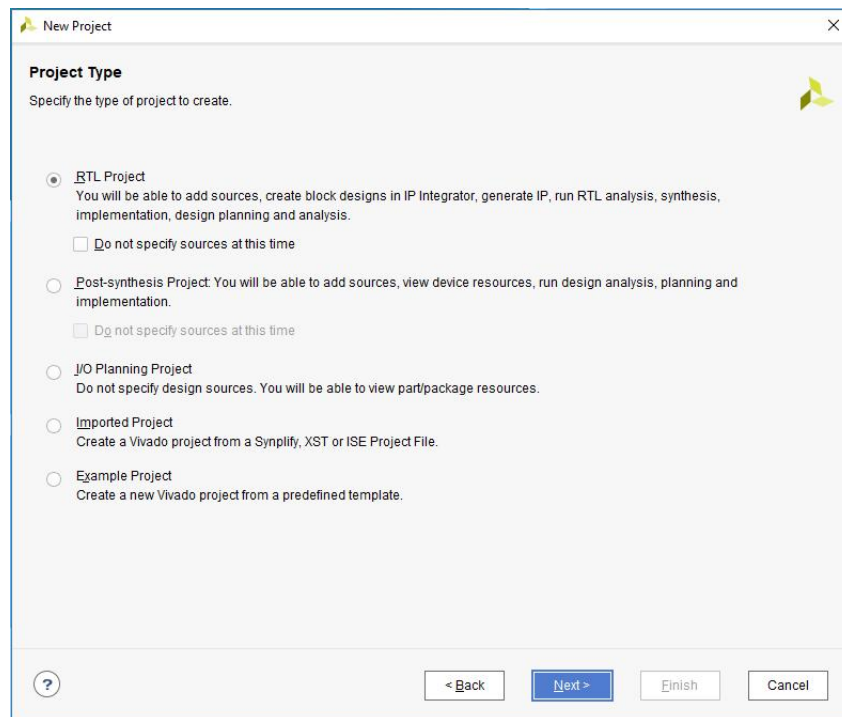 New Project
Project Type
Specify the type of project to create.
RTL Project
You will be able to add sources, create block designs in IP Integrator, generate IP, run RTL analysis, synthesis,
implementation, design planning and analysis.
Do not specify sources at this time
Post-synthesis Project: You will be able to add sources, view device resources, run design analysis, planning and
implementation.
Do not specify sources at this time
I/O Planning Project
Do not specify design sources. You will be able to view part/package resources.
Imported Project
Create a Vivado project from a Synplify, XST or ISE Project File.
Example Project
Create a new Vivado project from a predefined template.
? < Back Next > Finish Cancel